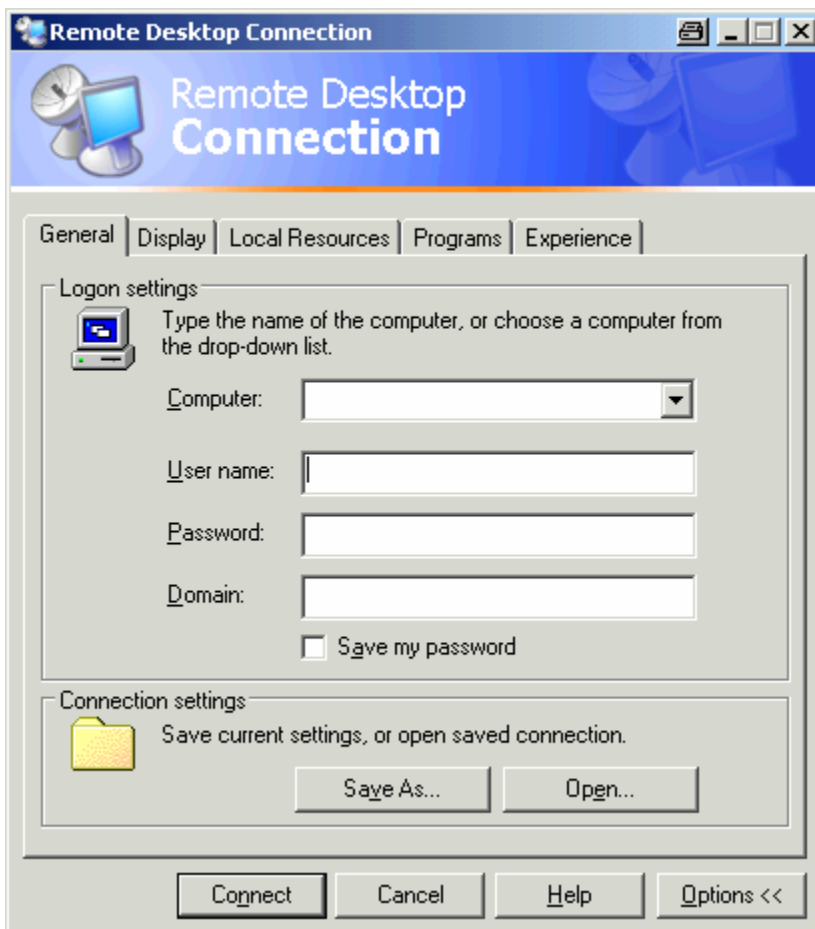 Remote Desktop Connection
Remote Desktop
Connection
General Display Local Resources Programs Experience
Logon settings
Type the name of the computer, or choose a computer from
the drop-down list.
Computer:
User name:
Password:
Domain:
Save my password
Connection settings
Save current settings, or open saved connection.
Save As... Open...
Connect Cancel Help Options <<